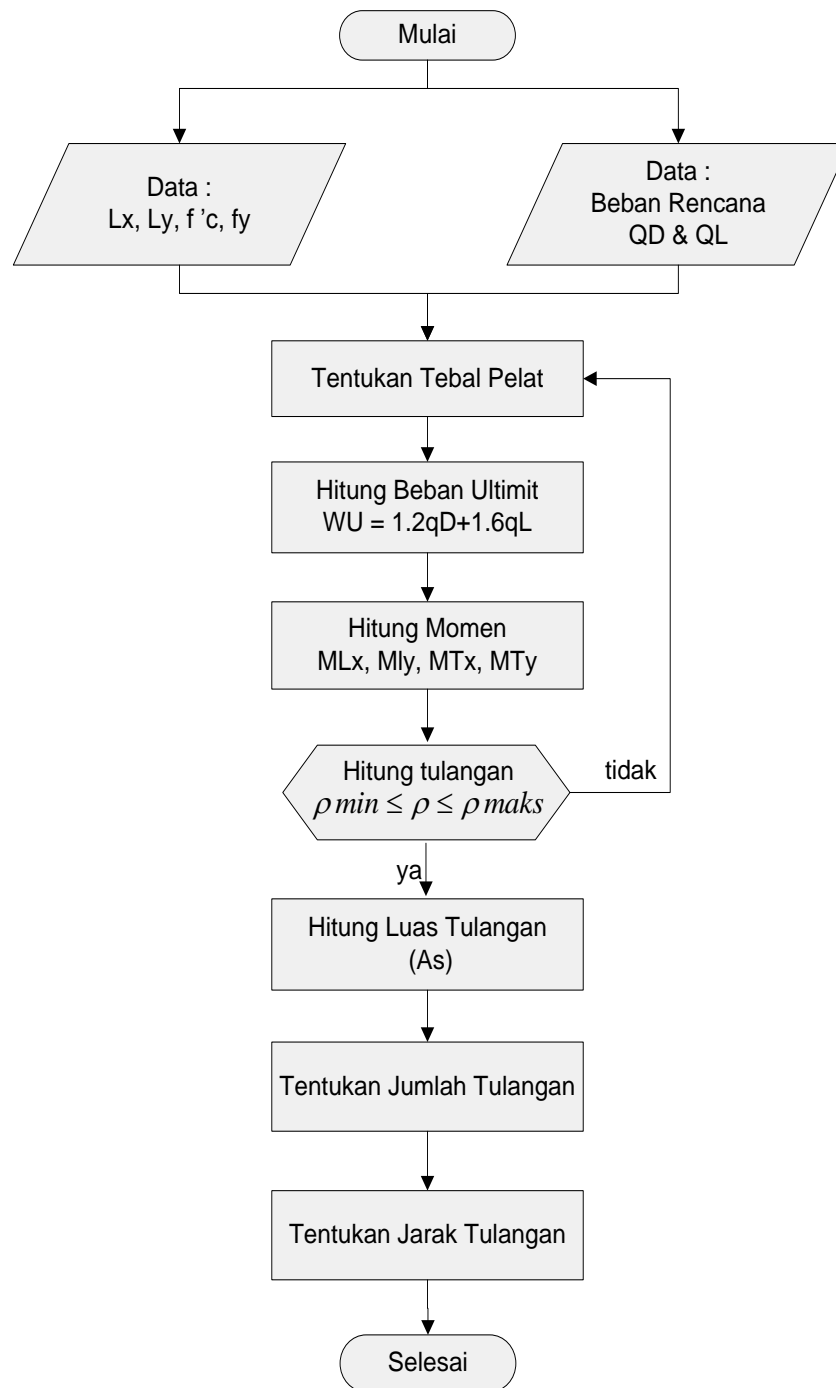 Mulai
Data :
Lx, Ly, f 'c, fy
Data :
Beban Rencana
QD & QL
Tentukan Tebal Pelat
Hitung Beban Ultimit
WU = 1.2qD+1.6qL
Hitung Momen
MLx, Mly, MTx, MTy
Hitung tulangan
ρ min ≤ ρ ≤ ρ maks
tidak
ya
Hitung Luas Tulangan
(As)
Tentukan Jumlah Tulangan
Tentukan Jarak Tulangan
Selesai